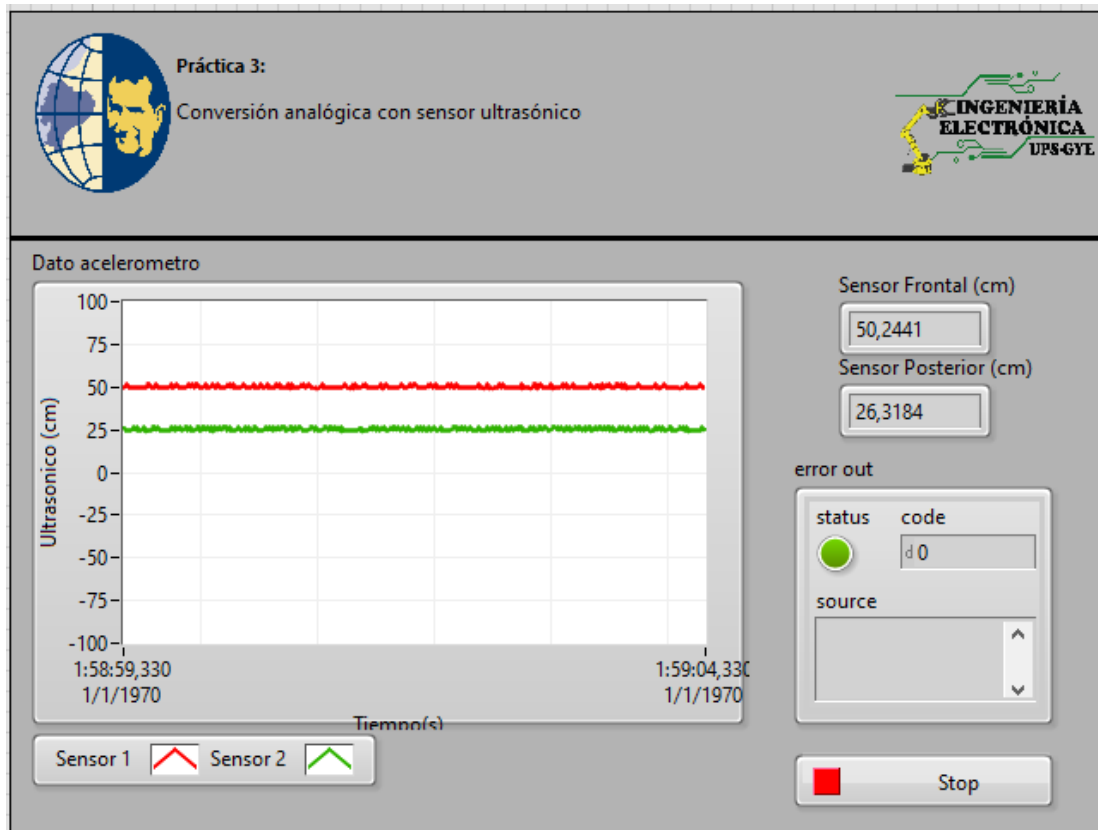 Práctica 3:
Conversión analógica con sensor ultrasónico
INGENIERÍA
ELECTRÓNICA
UPS-GYE
Dato acelerometro
Ultrasonico (cm)
100
75
50
25
0
-25
-50
-75
-100
1:58:59,330
1/1/1970
1:59:04,330
1/1/1970
Tiempo(s)
Sensor 1
Sensor 2
Sensor Frontal (cm)
50,2441
Sensor Posterior (cm)
26,3184
error out
status code
d 0
source
Stop